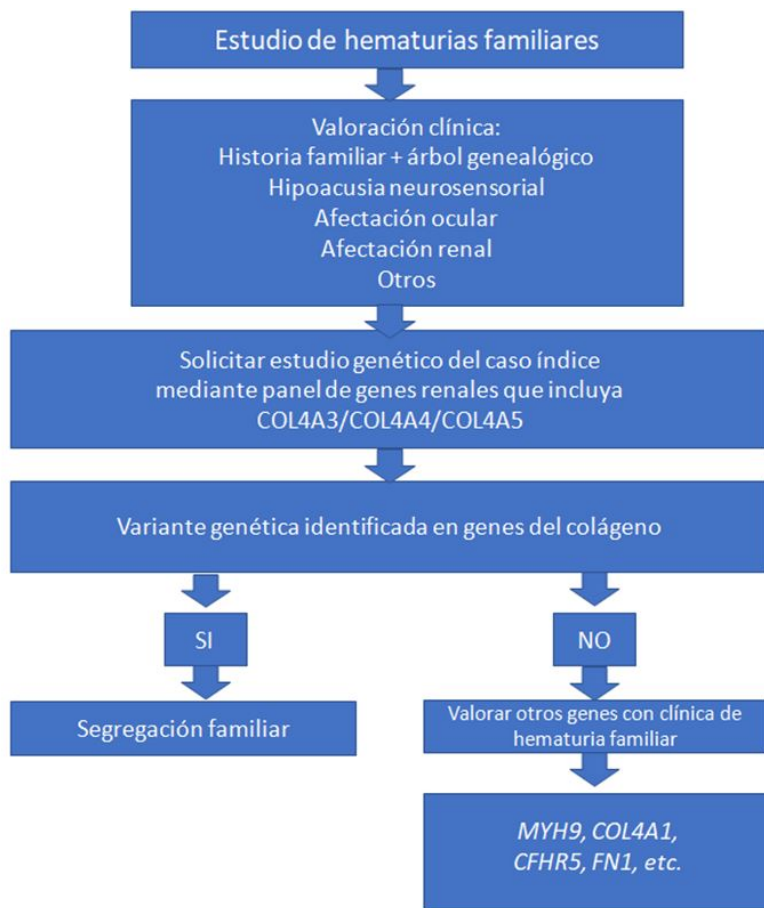 Estudio de hematurias familiares
Valoración clínica:
Historia familiar + árbol genealógico
Hipoacusia neurosensorial
Afectación ocular
Afectación renal
Otros
Solicitar estudio genético del caso índice
mediante panel de genes renales que incluya
COL4A3/COL4A4/COL4A5
Variante genética identificada en genes del colágeno
SI
NO
Segregación familiar
Valorar otros genes con clínica de
hematuria familiar
MYH9, COL4A1,
CFHR5, FN1, etc.